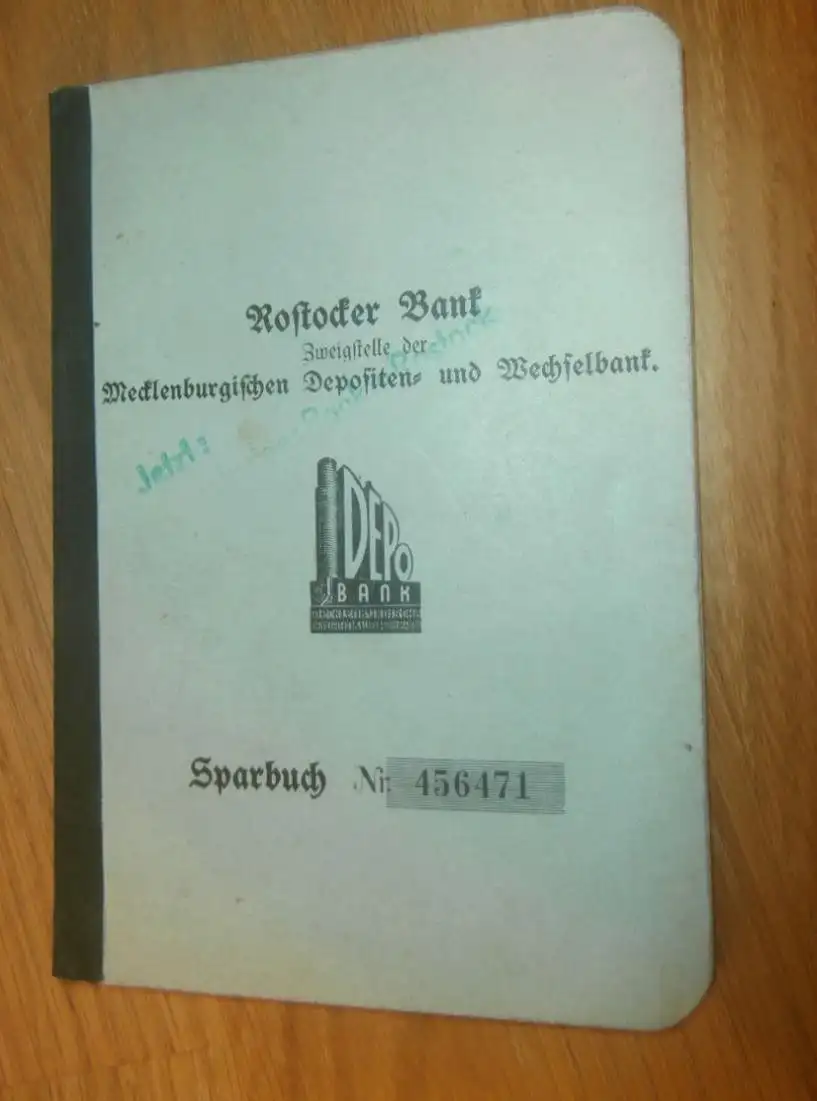 Rostocker Bank
Zweigstelle der
Mecklenburgischen Depositen- und Wechselbank.
Jetzt:
DEPO
BANK
Sparbuch Nr. 456471